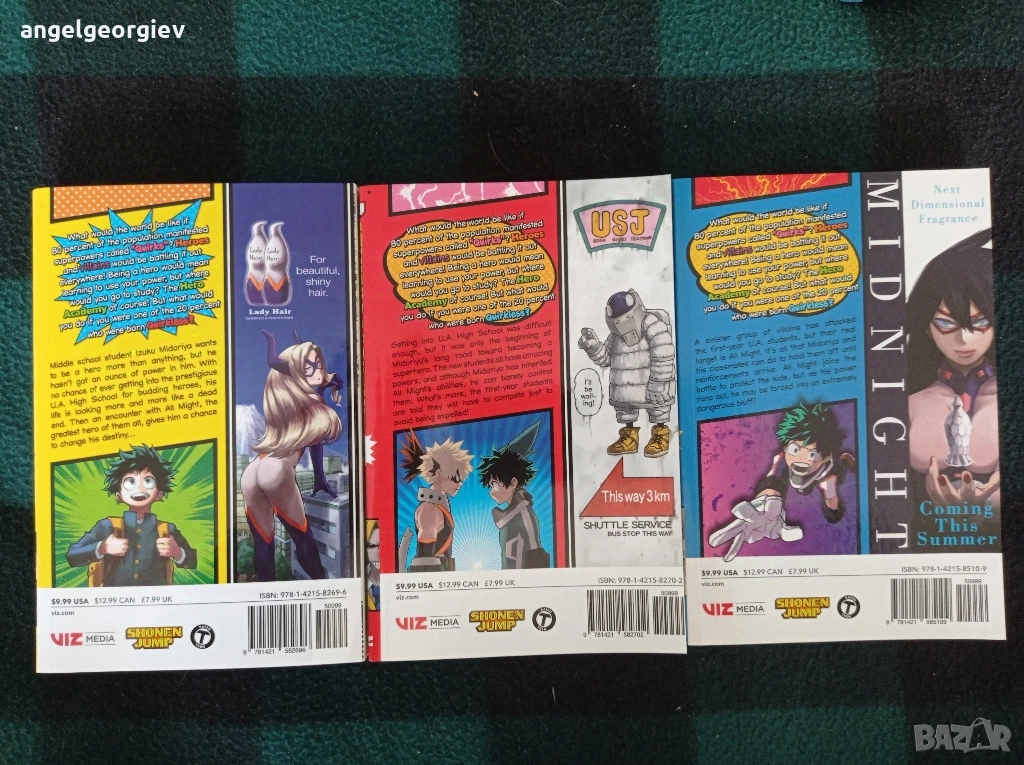 angelgeorgiev
What would the world be like if
80 percent of the population manifested
superpowers called "Quirks"? Heroes
and villains would be battling it out
everywhere! Being a hero would mean
learning to use your power, but where
would you go to study? The Hero
Academy of course! But what would
you do if you were one of the 20 percent
who were born Quirkless?
Middle school student Izuku Midoriya wants
to be a hero more than anything, but he
hasn't got an ounce of power in him. With
no chance of ever getting into the prestigious
U.A. High School for budding heroes, his
life is looking more and more like a dead
end. Then an encounter with All Might, the
greatest hero of them all, gives him a chance
to change his destiny...
Lady
Hair
Lady
Hair
Lady Hair
For
beautiful,
shiny
hair.
$9.99 USA $12.99 CAN £7.99 UK
viz.com
ISBN: 978-1-4215-8269-6
50999
VIZ MEDIA
SHONEN
JUMP
T
9 781421 582696
What would the world be like if
80 percent of the population manifested
superpowers called "Quirks"? Heroes
and villains would be battling it out
everywhere! Being a hero would mean
learning to use your power, but where
would you go to study? The Hero
Academy of course! But what would
you do if you were one of the 20 percent
who were born Quirkless?
Getting into U.A. High School was difficult
enough, but it was only the beginning of
Midoriya's long road toward becoming a
superhero. The new students all have amazing
powers, and although Midoriya has inherited
All Might's abilities, he can barely control
them. What's more, the first-year students
are told they will have to compete just to
avoid being expelled!
USJ
I'll
be
wait-
ing!
This way 3 km
SHUTTLE SERVICE
BUS STOP THIS WAY!
$9.99 USA $12.99 CAN £7.99 UK
viz.com
ISBN: 978-1-4215-8270-2
50999
VIZ MEDIA
SHONEN
JUMP
T
9 781421 582702
What would the world be like if
80 percent of the population manifested
superpowers called "Quirks"? Heroes
and villains would be battling it out
everywhere! Being a hero would mean
learning to use your power, but where
would you go to study? The Hero
Academy of course! But what would
you do if you were one of the 20 percent
who were born Quirkless?
A sinister group of villains has attacked
the first-year U.A. students, but their real
target is All Might. It's all that Midoriya and
his classmates can do to hold them off until
reinforcements arrive. All Might joins the
battle to protect the kids, but as his power
runs out, he may be forced into an extremely
dangerous bluff!
MIDNIGHT
Next
Dimensional
Fragrance
Coming
This
Summer
$9.99 USA $12.99 CAN £7.99 UK
viz.com
ISBN: 978-1-4215-8510-9
50999
VIZ MEDIA
SHONEN
JUMP
T
9 781421 585109
BAZAR